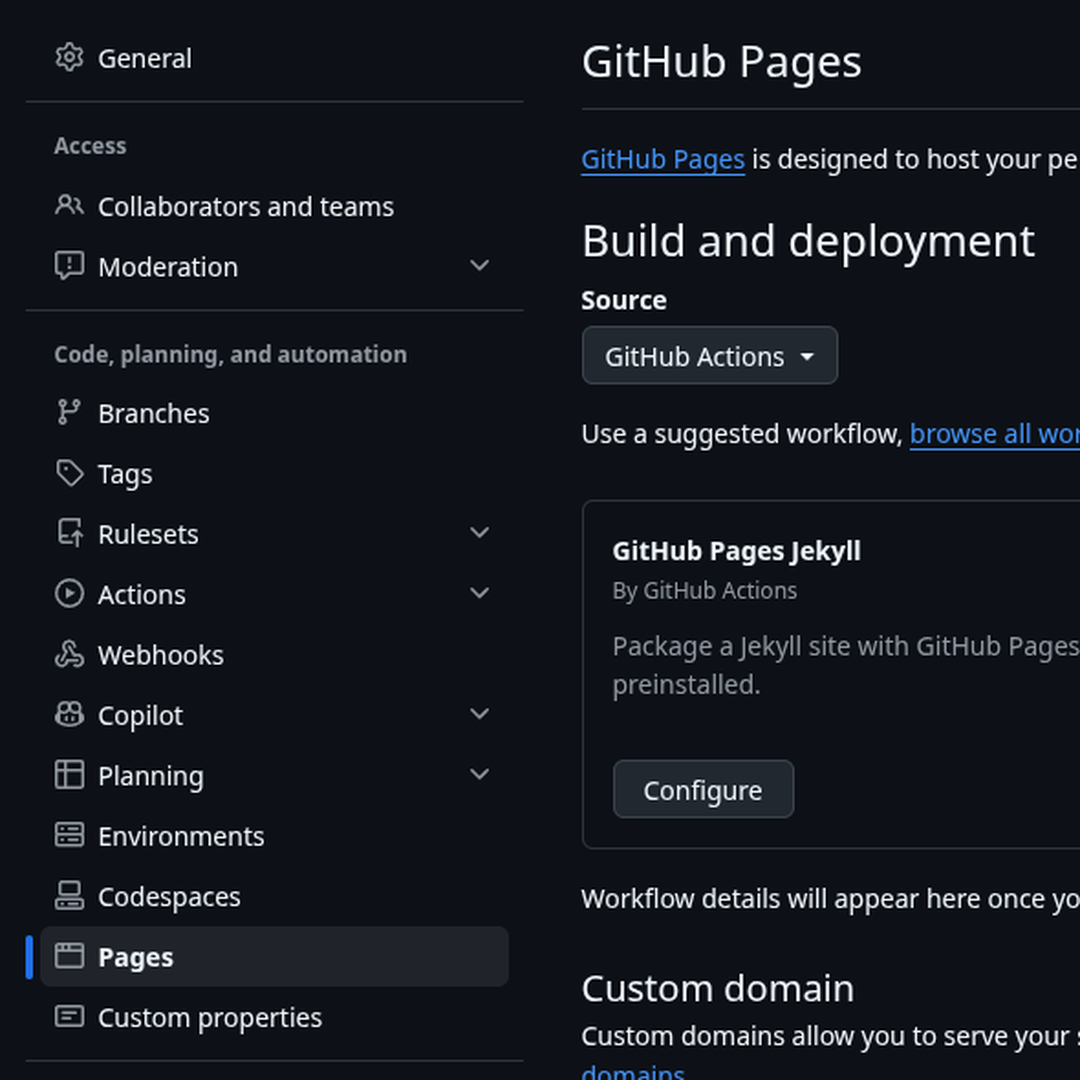 General
Access
Collaborators and teams
Moderation
Code, planning, and automation
Branches
Tags
Rulesets
Actions
Webhooks
Copilot
Planning
Environments
Codespaces
Pages
Custom properties
GitHub Pages
GitHub Pages is designed to host your pe
Build and deployment
Source
GitHub Actions
Use a suggested workflow, browse all wor
GitHub Pages Jekyll
By GitHub Actions
Package a Jekyll site with GitHub Pages
preinstalled.
Configure
Workflow details will appear here once yo
Custom domain
Custom domains allow you to serve your s
domains